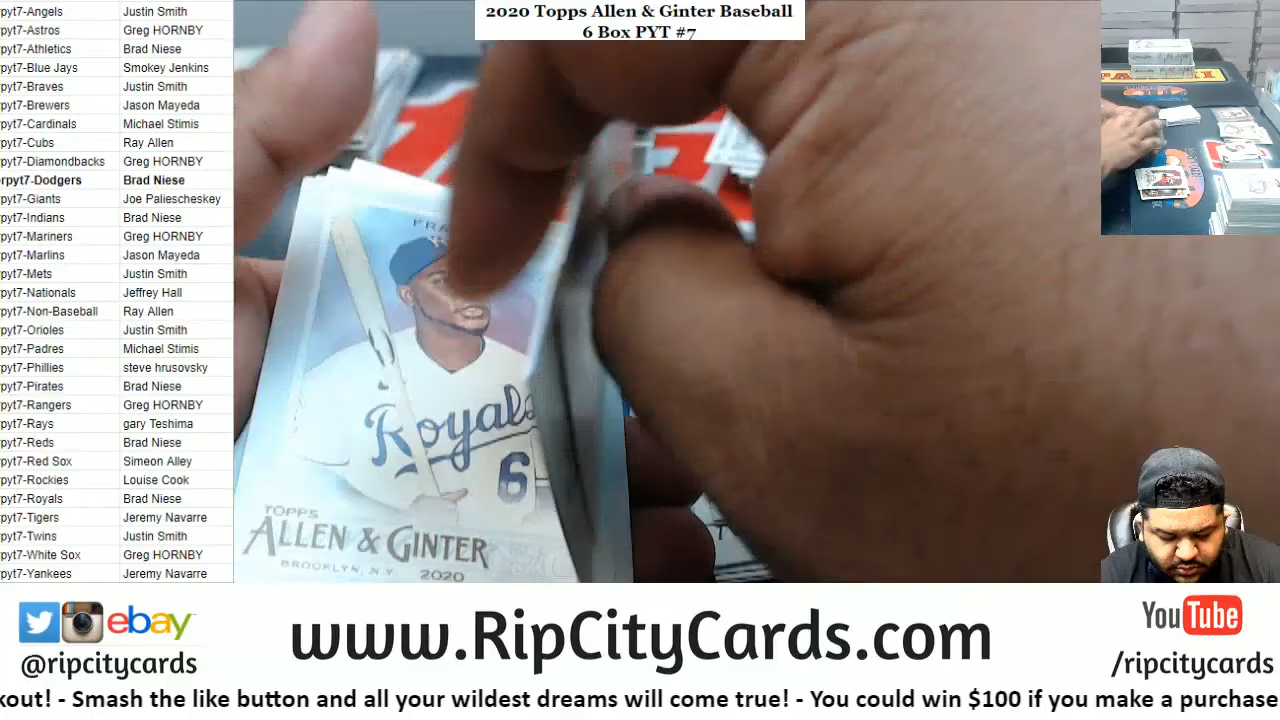 2020 Topps Allen & Ginter Baseball
6 Box PYT #7
pyt7-Angels Justin Smith
pyt7-Astros Greg HORNBY
pyt7-Athletics Brad Niese
pyt7-Blue Jays Smokey Jenkins
pyt7-Braves Justin Smith
pyt7-Brewers Jason Mayeda
pyt7-Cardinals Michael Stimis
pyt7-Cubs Ray Allen
pyt7-Diamondbacks Greg HORNBY
rpyt7-Dodgers Brad Niese
pyt7-Giants Joe Paliescheskey
pyt7-Indians Brad Niese
pyt7-Mariners Greg HORNBY
pyt7-Marlins Jason Mayeda
pyt7-Mets Justin Smith
pyt7-Nationals Jeffrey Hall
pyt7-Non-Baseball Ray Allen
pyt7-Orioles Justin Smith
pyt7-Padres Michael Stimis
pyt7-Phillies steve hrusovsky
pyt7-Pirates Brad Niese
pyt7-Rangers Greg HORNBY
pyt7-Rays gary Teshima
pyt7-Reds Brad Niese
pyt7-Red Sox Simeon Alley
pyt7-Rockies Louise Cook
pyt7-Royals Brad Niese
pyt7-Tigers Jeremy Navarre
pyt7-Twins Justin Smith
pyt7-White Sox Greg HORNBY
pyt7-Yankees Jeremy Navarre
FRA
Royals
6
TOPPS
ALLEN & GINTER
BROOKLYN, N.Y. 2020
ebay
@ripcitycards
www.RipCityCards.com
YouTube
/ripcitycards
kout! - Smash the like button and all your wildest dreams will come true! - You could win $100 if you make a purchase